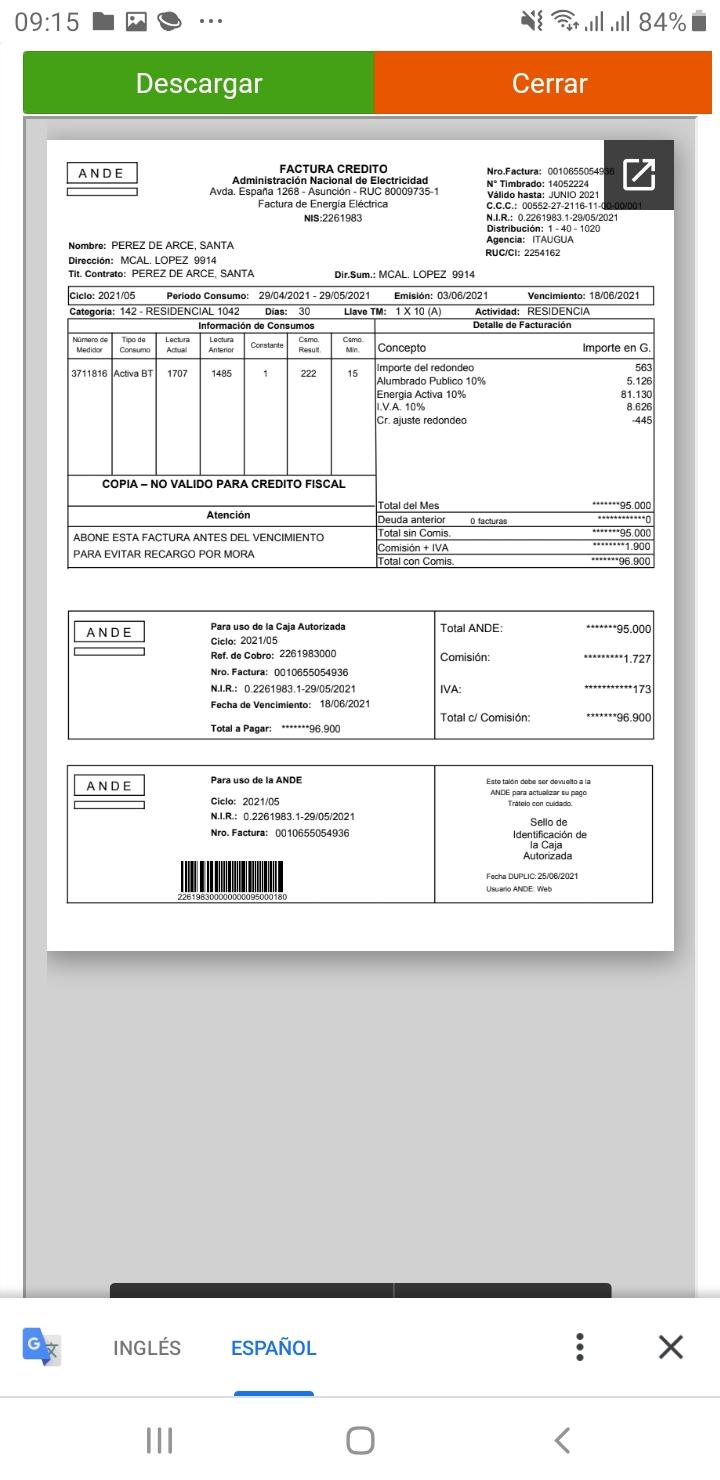 09:15 84%
Descargar Cerrar
ANDE
FACTURA CREDITO
Administración Nacional de Electricidad
Avda. España 1268 - Asunción - RUC 80009735-1
Factura de Energía Eléctrica
NIS:2261983
Nro.Factura: 0010655054936
N° Timbrado: 14052224
Válido hasta: JUNIO 2021
C.C.C.: 00552-27-2116-11-00-00/001
N.I.R.: 0.2261983.1-29/05/2021
Distribución: 1 - 40 - 1020
Agencia: ITAUGUA
RUC/CI: 2254162
Nombre: PEREZ DE ARCE, SANTA
Dirección: MCAL. LOPEZ 9914
Tit. Contrato: PEREZ DE ARCE, SANTA Dir.Sum.: MCAL. LOPEZ 9914
Ciclo: 2021/05 Período Consumo: 29/04/2021 - 29/05/2021 Emisión: 03/06/2021 Vencimiento: 18/06/2021
Categoría: 142 - RESIDENCIAL 1042 Días: 30 Llave TM: 1 X 10 (A) Actividad: RESIDENCIA
Información de Consumos Detalle de Facturación
Número de Medidor Tipo de Consumo Lectura Actual Lectura Anterior Constante Csmo. Result. Csmo. Mín.
Concepto Importe en G.
3711816 Activa BT 1707 1485 1 222 15
Importe del redondeo 563
Alumbrado Publico 10% 5.126
Energia Activa 10% 81.130
I.V.A. 10% 8.626
Cr. ajuste redondeo -445
COPIA – NO VALIDO PARA CREDITO FISCAL
Atención
ABONE ESTA FACTURA ANTES DEL VENCIMIENTO
PARA EVITAR RECARGO POR MORA
Total del Mes *******95.000
Deuda anterior 0 facturas ************0
Total sin Comis. *******95.000
Comisión + IVA ********1.900
Total con Comis. *******96.900
ANDE
Para uso de la Caja Autorizada
Ciclo: 2021/05
Ref. de Cobro: 2261983000
Nro. Factura: 0010655054936
N.I.R.: 0.2261983.1-29/05/2021
Fecha de Vencimiento: 18/06/2021
Total a Pagar: *******96.900
Total ANDE: *******95.000
Comisión: *********1.727
IVA: ***********173
Total c/ Comisión: *******96.900
ANDE
Para uso de la ANDE
Ciclo: 2021/05
N.I.R.: 0.2261983.1-29/05/2021
Nro. Factura: 0010655054936
22619830000000095000180
Este talón debe ser devuelto a la
ANDE para actualizar su pago
Trátelo con cuidado.
Sello de
Identificación de
la Caja
Autorizada
Fecha DUPLIC: 25/06/2021
Usuario ANDE: Web
INGLÉS ESPAÑOL